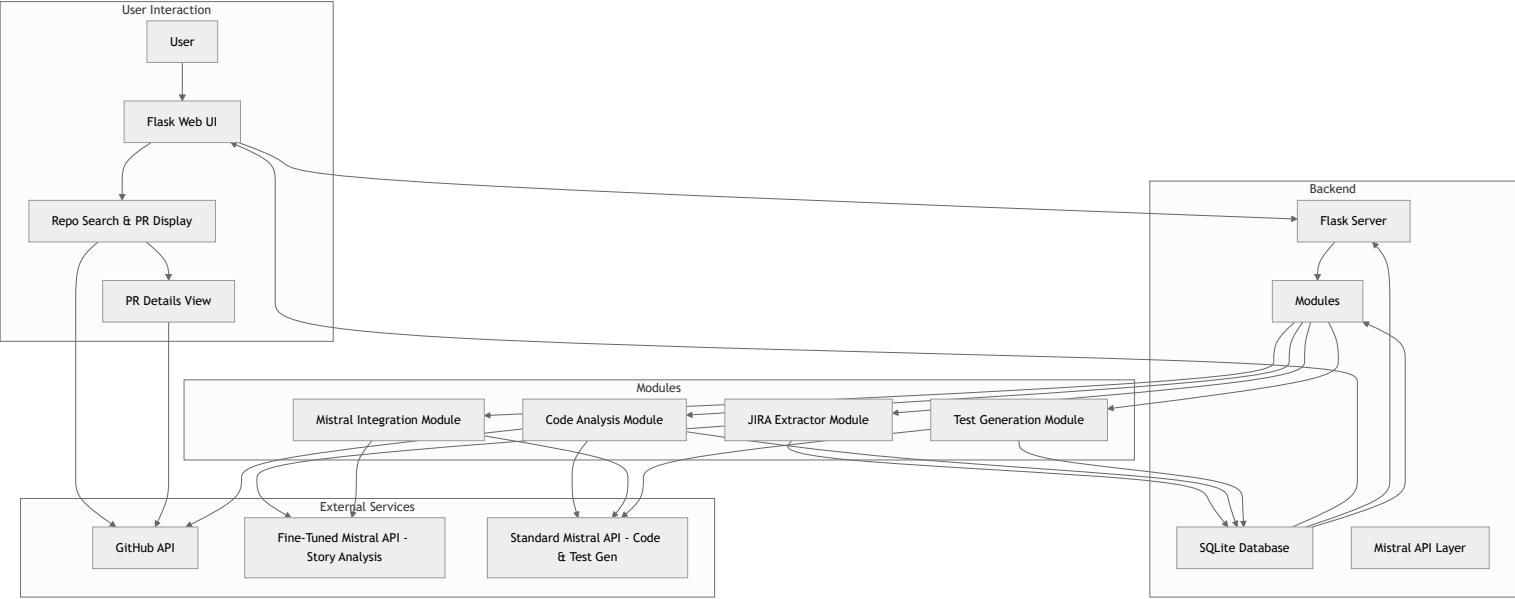 User Interaction
User
Flask Web UI
Repo Search & PR Display
PR Details View
Backend
Flask Server
Modules
Modules
Mistral Integration Module
Code Analysis Module
JIRA Extractor Module
Test Generation Module
External Services
GitHub API
Fine-Tuned Mistral API -
Story Analysis
Standard Mistral API - Code
& Test Gen
SQLite Database
Mistral API Layer